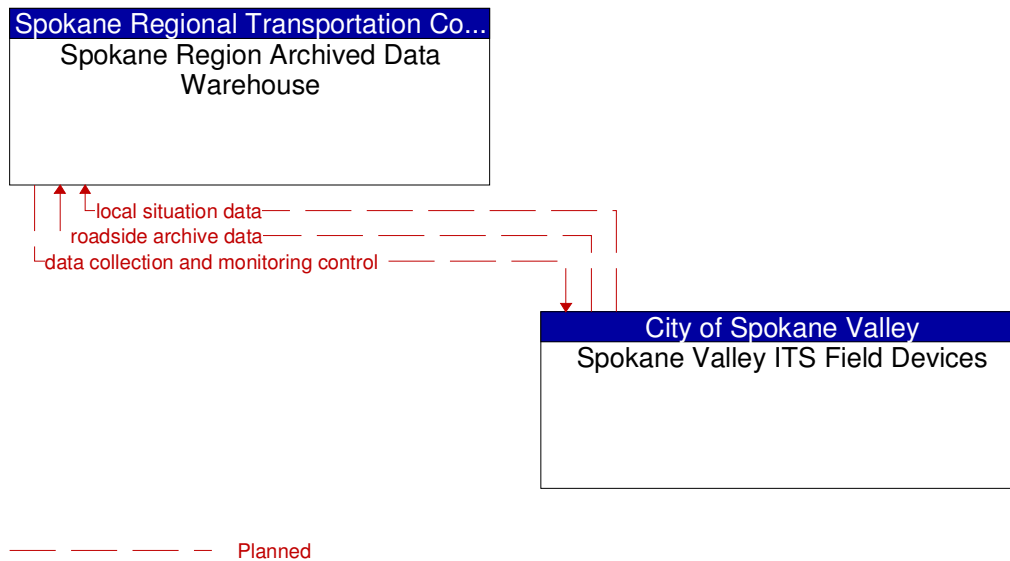 Spokane Regional Transportation Co...
Spokane Region Archived Data
Warehouse
local situation data
roadside archive data
data collection and monitoring control
City of Spokane Valley
Spokane Valley ITS Field Devices
Planned